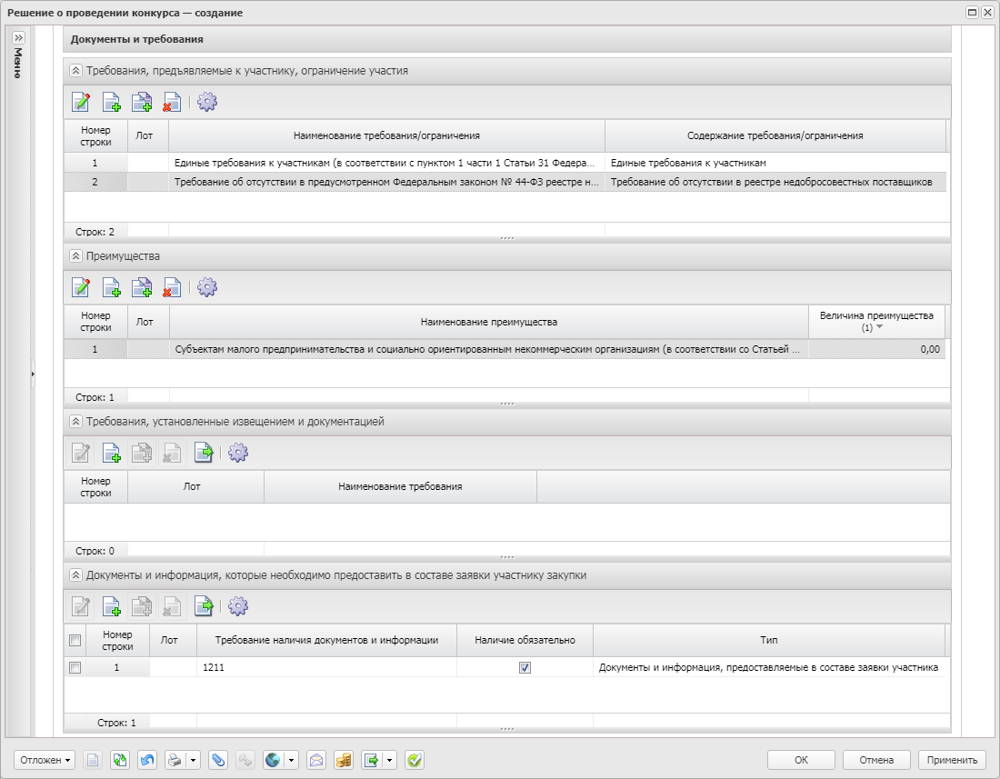 Решение о проведении конкурса — создание
Меню
Документы и требования
Требования, предъявляемые к участнику, ограничение участия
Номер строки Лот Наименование требования/ограничения Содержание требования/ограничения
1 Единые требования к участникам (в соответствии с пунктом 1 части 1 Статьи 31 Федера... Единые требования к участникам
2 Требование об отсутствии в предусмотренном Федеральным законом № 44-ФЗ реестре н... Требование об отсутствии в реестре недобросовестных поставщиков
Строк: 2
Преимущества
Номер строки Лот Наименование преимущества Величина преимущества (1)
1 Субъектам малого предпринимательства и социально ориентированным некоммерческим организациям (в соответствии со Статьей ... 0,00
Строк: 1
Требования, установленные извещением и документацией
Номер строки Лот Наименование требования
Строк: 0
Документы и информация, которые необходимо предоставить в составе заявки участнику закупки
Номер строки Лот Требование наличия документов и информации Наличие обязательно Тип
1 1211 Документы и информация, предоставляемые в составе заявки участника
Строк: 1
Отложен ОК Отмена Применить